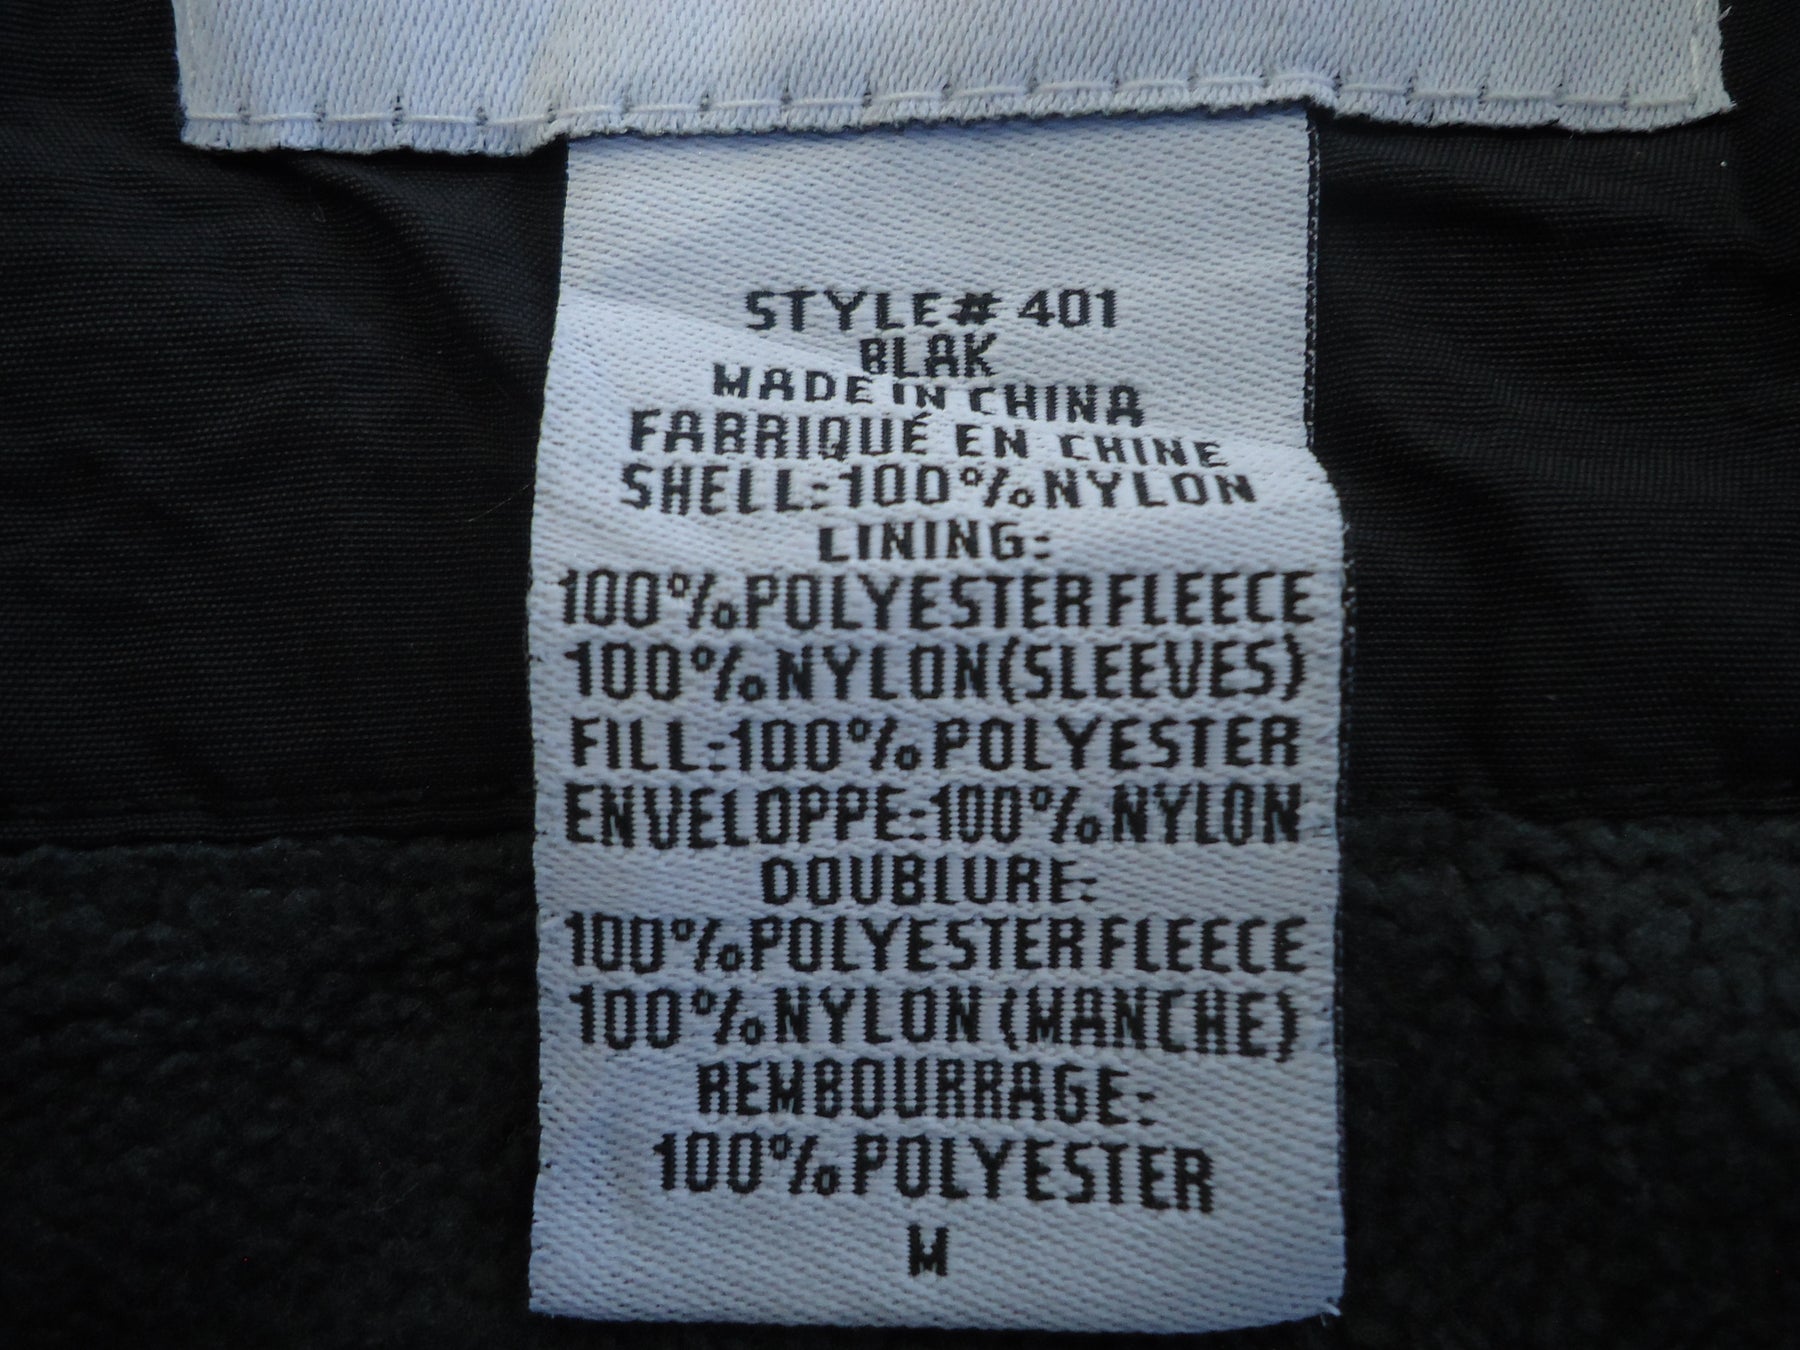 STYLE# 401
BLAK
MADE IN CHINA
FABRIQUÉ EN CHINE
SHELL:100%NYLON
LINING:
100%POLYESTER FLEECE
100%NYLON(SLEEVES)
FILL:100%POLYESTER
ENVELOPPE:100%NYLON
DOUBLURE:
100%POLYESTER FLEECE
100%NYLON (MANCHE)
REMBOURRAGE:
100%POLYESTER
M